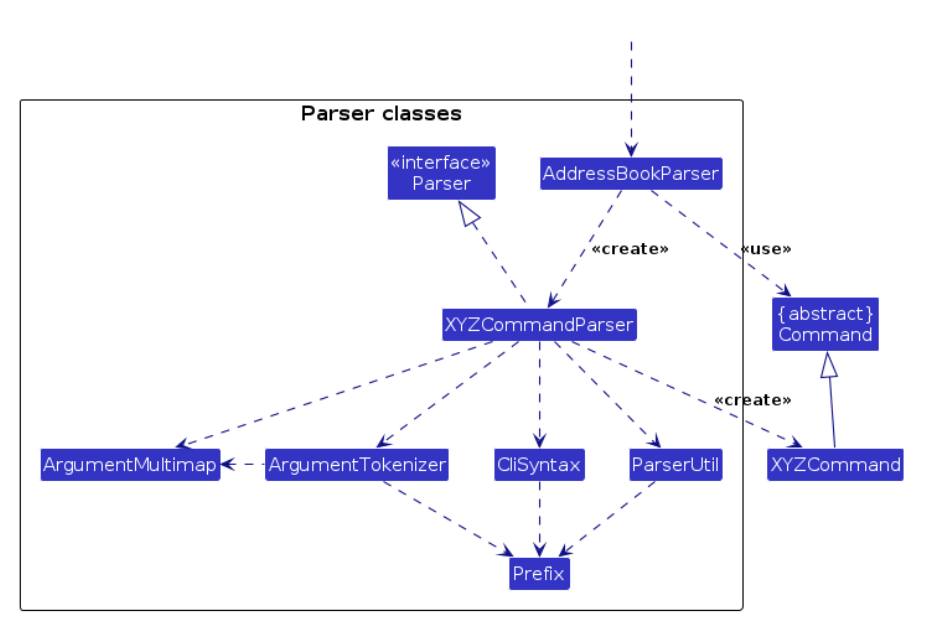 Parser classes
«interface»
Parser
AddressBookParser
«create»
«use»
{abstract}
Command
XYZCommandParser
«create»
ArgumentMultimap
ArgumentTokenizer
CliSyntax
ParserUtil
XYZCommand
Prefix